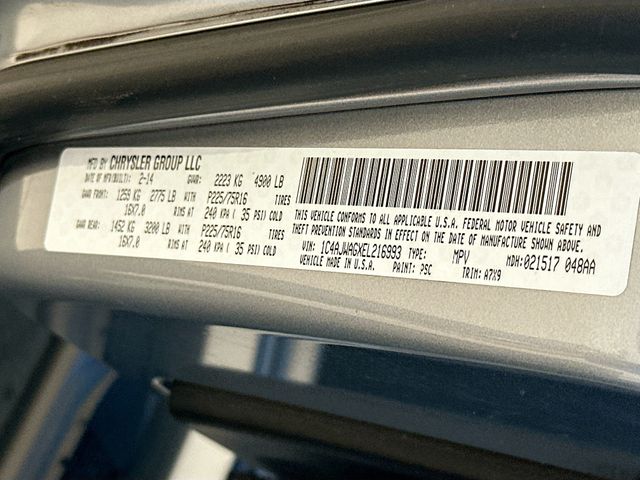 MFD BY CHRYSLER GROUP LLC
DATE OF MFR(BUILT): 2-14 GVWR: 2223 KG 4900 LB
GAWR FRONT: 1259 KG 2775 LB WITH P225/75R16 TIRES
16X7.0 RIMS AT 240 KPA ( 35 PSI) COLD
GAWR REAR: 1452 KG 3200 LB WITH P225/75R16 TIRES
16X7.0 RIMS AT 240 KPA ( 35 PSI) COLD
THIS VEHICLE CONFORMS TO ALL APPLICABLE U.S.A. FEDERAL MOTOR VEHICLE SAFETY AND
THEFT PREVENTION STANDARDS IN EFFECT ON THE DATE OF MANUFACTURE SHOWN ABOVE.
VIN: 1C4AJWAG5XEL216993 TYPE: MPV MDH:021517 048AA
VEHICLE MADE IN U.S.A. PAINT: PSC TRIM: A7X9